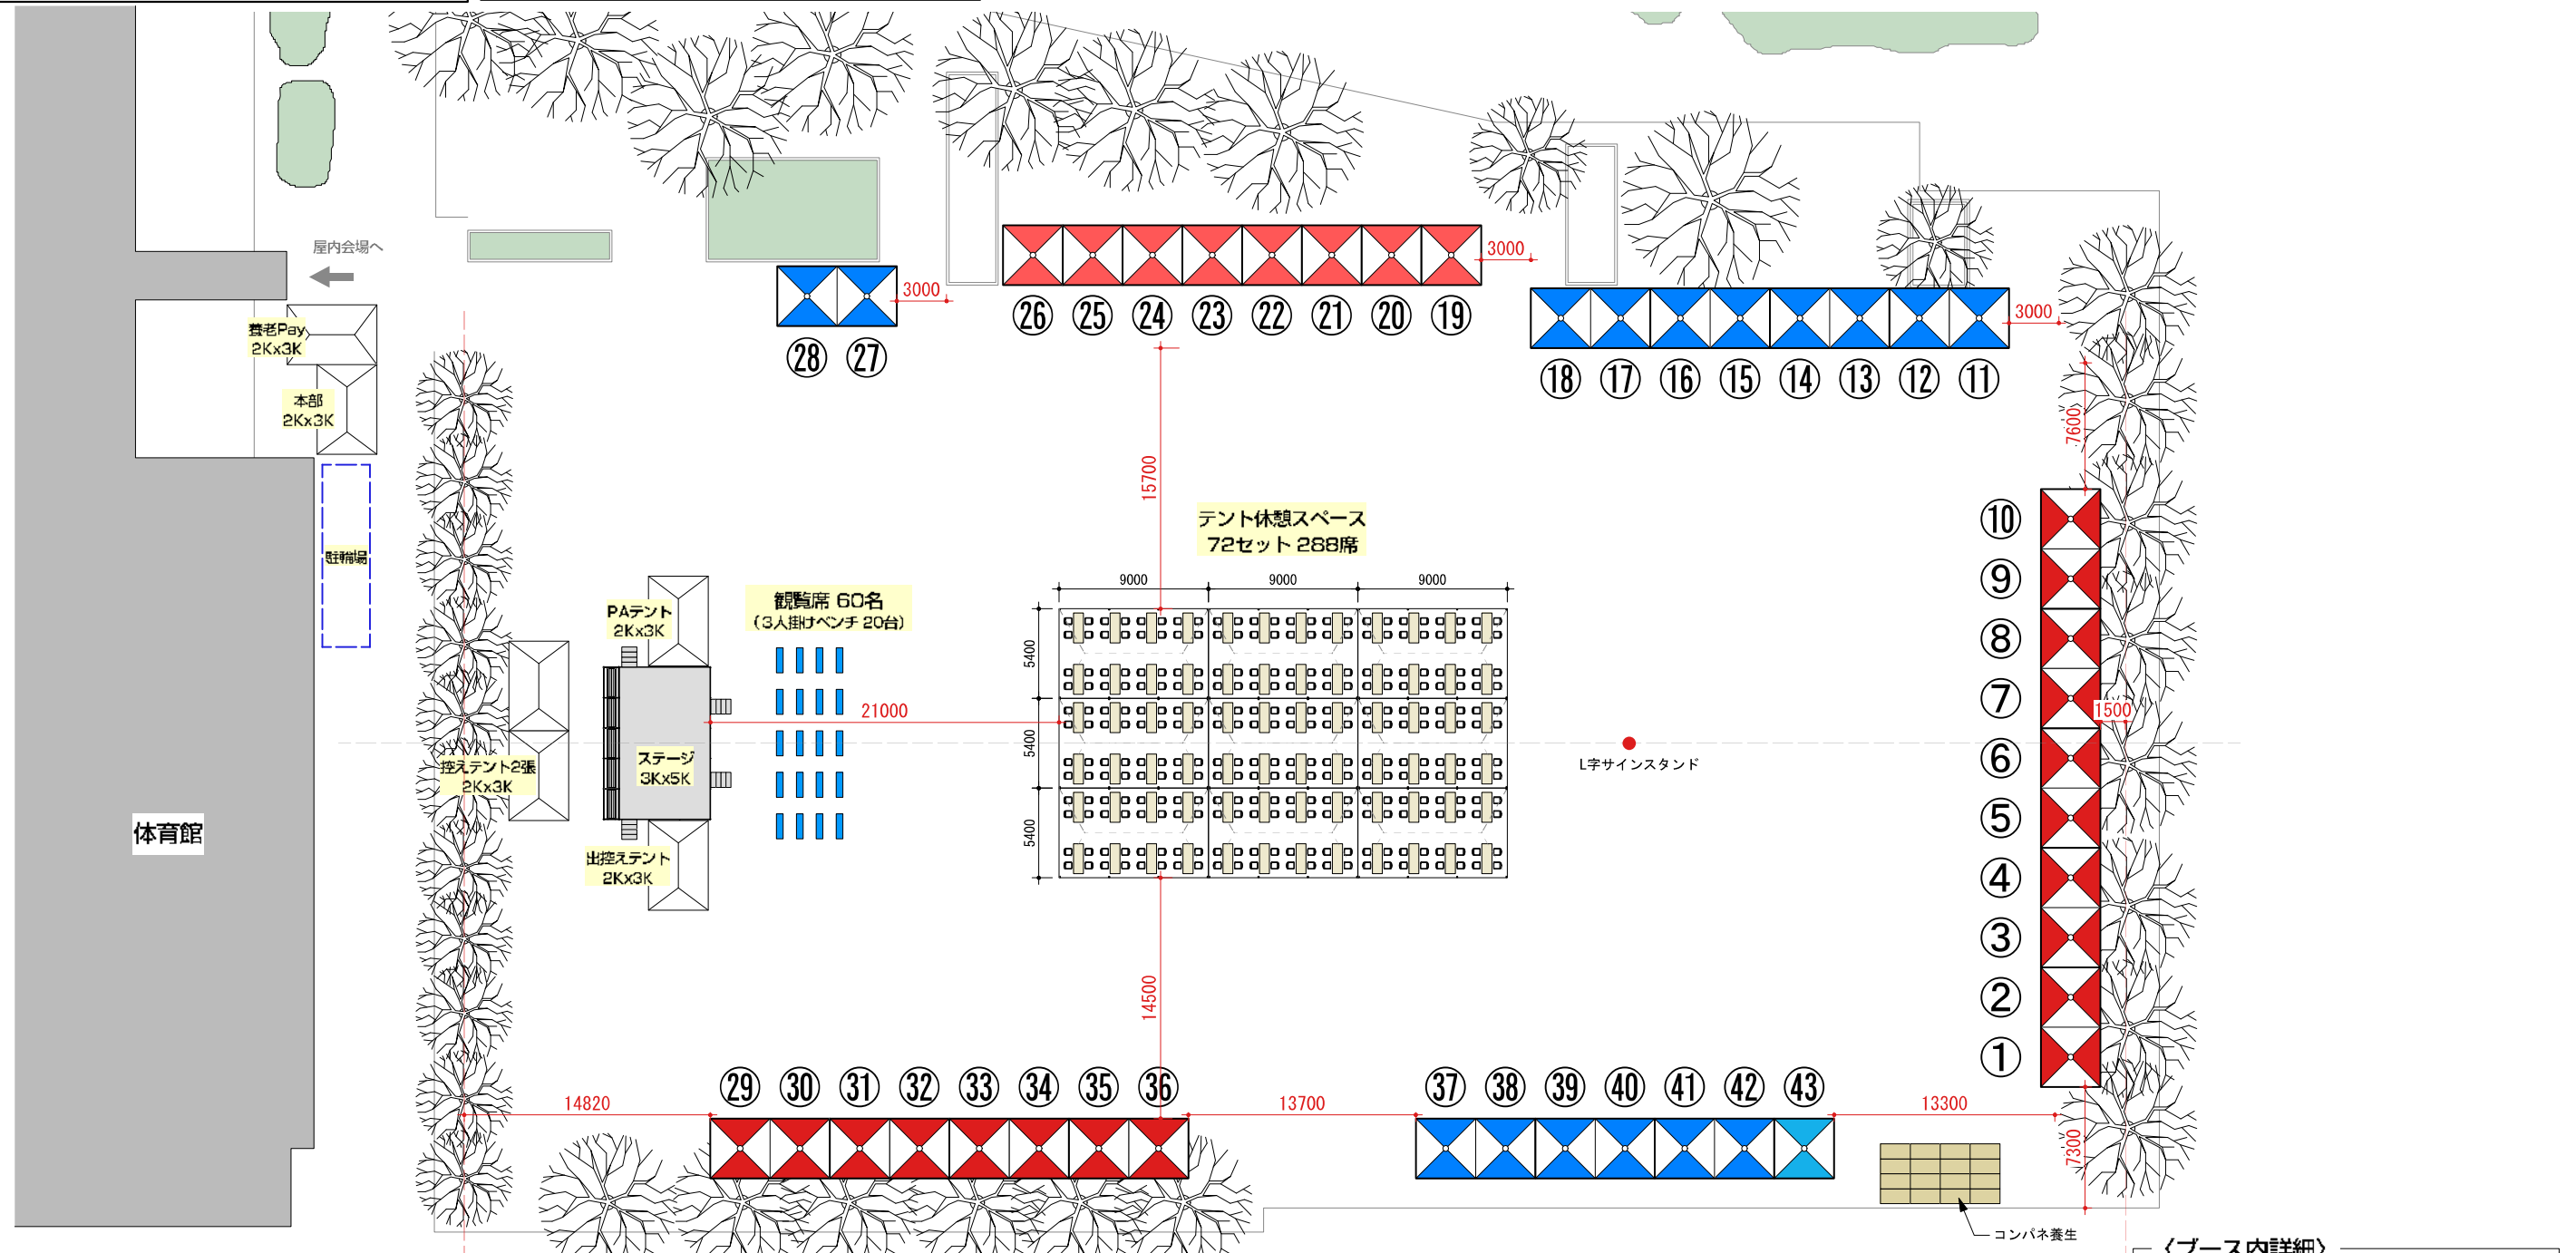 屋内会場へ
養老Pay
2Kx3K
本部
2Kx3K
駐輪場
体育館
3000
3000
3000
㉘ ㉗
㉖ ㉕ ㉔ ㉓ ㉒ ㉑ ⑳ ⑲
⑱ ⑰ ⑯ ⑮ ⑭ ⑬ ⑫ ⑪
7600
15700
テント休憩スペース
72セット 288席
9000 9000 9000
5400
5400
5400
PAテント
2Kx3K
観覧席 60名
(3人掛けベンチ 20台)
21000
ステージ
3Kx5K
控えテント2張
2Kx3K
出控えテント
2Kx3K
L字サインスタンド
1500
⑩
⑨
⑧
⑦
⑥
⑤
④
③
②
①
14500
㉙ ㉚ ㉛ ㉜ ㉝ ㉞ ㉟ ㊱
㊲ ㊳ ㊴ ㊵ ㊶ ㊷ ㊸
14820
13700
13300
7300
コンパネ養生
〈ブース内詳細〉